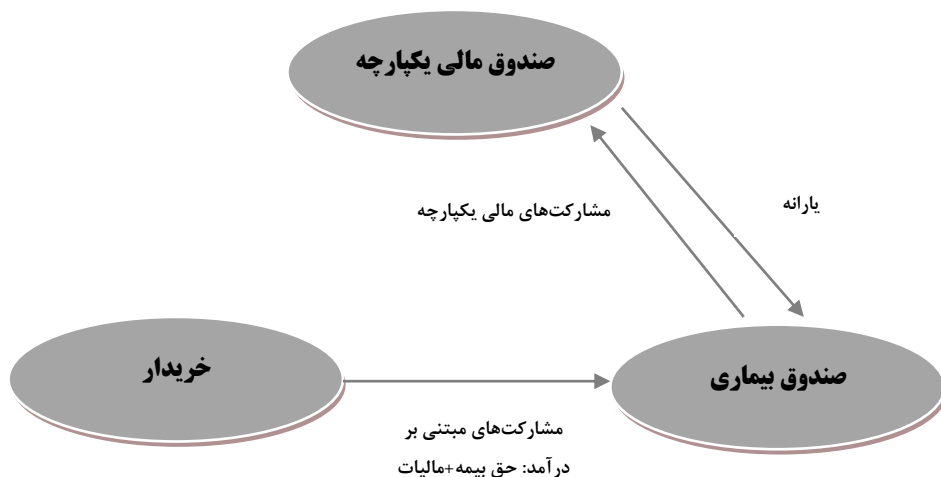 صندوق مالی یکپارچه
یارانه
مشارکت‌های مالی یکپارچه
خریدار
صندوق بیماری
مشارکت‌های مبتنی بر
درآمد: حق بیمه+مالیات